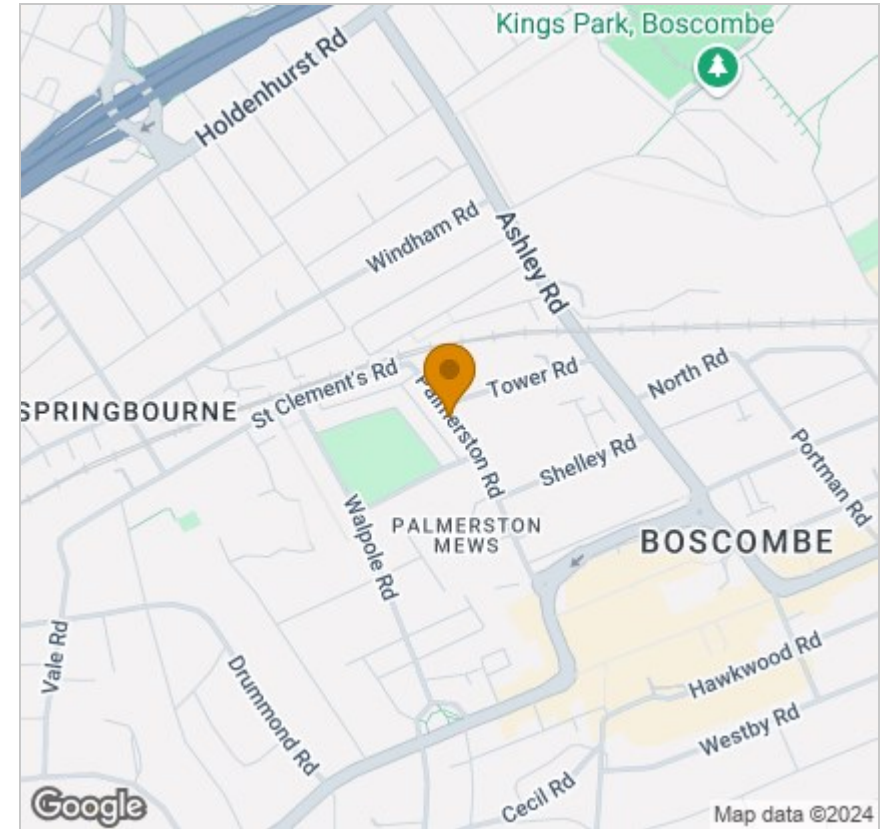 Kings Park, Boscombe
Holdenhurst Rd
Windham Rd
Ashley Rd
St Clement's Rd
SPRINGBOURNE
Palmerston Rd
Tower Rd
North Rd
Shelley Rd
Portman Rd
Walpole Rd
PALMERSTON
MEWS
BOSCOMBE
Vale Rd
Drummond Rd
Hawkwood Rd
Westby Rd
Cecil Rd
Google
Map data ©2024